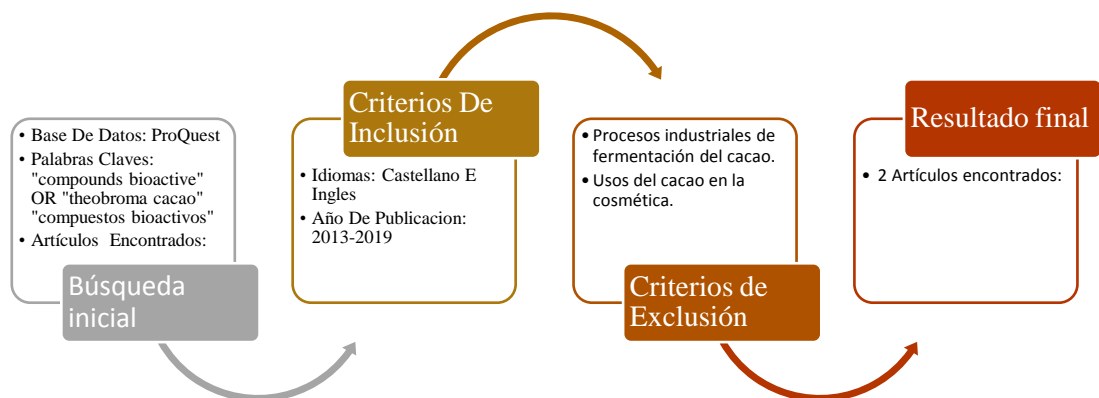 • Base De Datos: ProQuest
• Palabras Claves:
"compounds bioactive"
OR "theobroma cacao"
"compuestos bioactivos"
• Artículos Encontrados:
Búsqueda
inicial
Criterios De
Inclusión
• Idiomas: Castellano E
Ingles
• Año De Publicacion:
2013-2019
• Procesos industriales de
fermentación del cacao.
• Usos del cacao en la
cosmética.
Criterios de
Exclusión
Resultado final
• 2 Artículos encontrados: